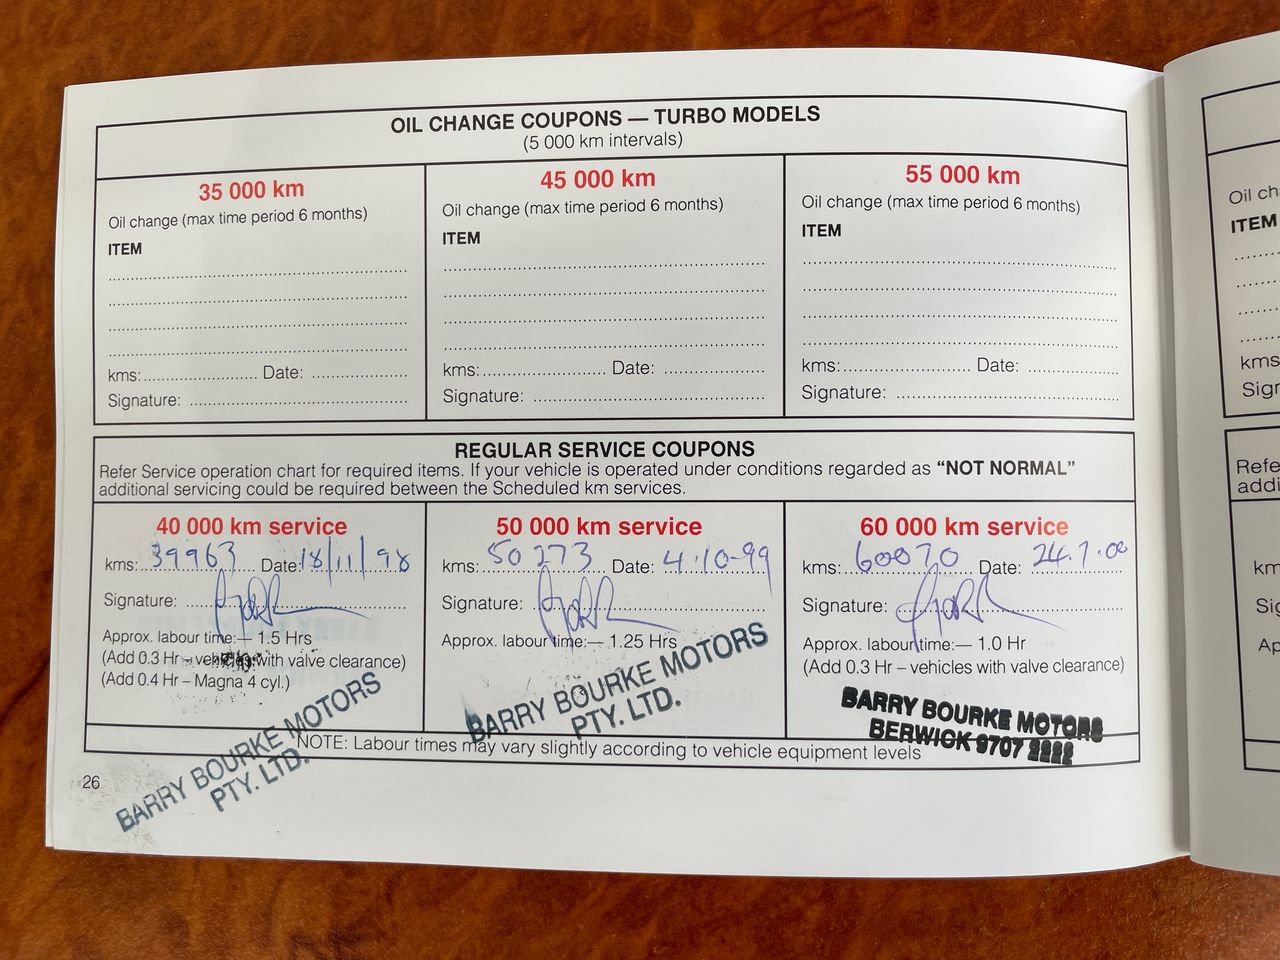 OIL CHANGE COUPONS — TURBO MODELS
(5 000 km intervals)
35 000 km
Oil change (max time period 6 months)
ITEM
kms: Date:
Signature:
45 000 km
Oil change (max time period 6 months)
ITEM
kms: Date:
Signature:
55 000 km
Oil change (max time period 6 months)
ITEM
kms: Date:
Signature:
REGULAR SERVICE COUPONS
Refer Service operation chart for required items. If your vehicle is operated under conditions regarded as “NOT NORMAL”
additional servicing could be required between the Scheduled km services.
40 000 km service
kms: 39963 Date: 18/11/98
Signature:
Approx. labour time:— 1.5 Hrs
(Add 0.3 Hr – vehicles with valve clearance)
(Add 0.4 Hr – Magna 4 cyl.)
BARRY BOURKE MOTORS
PTY. LTD.
50 000 km service
kms: 50273 Date: 4·10-99
Signature:
Approx. labour time:— 1.25 Hrs
BARRY BOURKE MOTORS
PTY. LTD.
60 000 km service
kms: 60070 Date: 24.7.00
Signature:
Approx. labour time:— 1.0 Hr
(Add 0.3 Hr – vehicles with valve clearance)
BARRY BOURKE MOTORS
BERWICK 9707
NOTE: Labour times may vary slightly according to vehicle equipment levels
26
Oil ch
ITEM
kms
Sign
Refe
addi
km
Sig
Ap